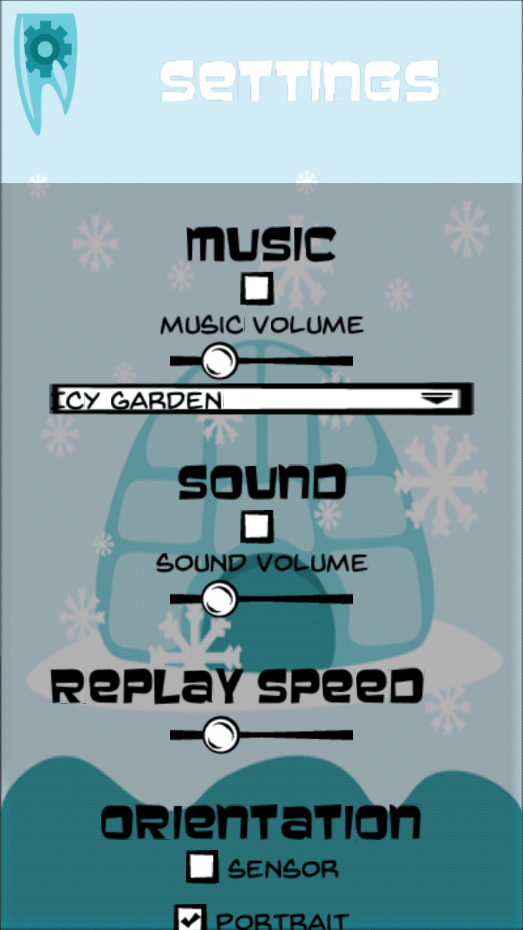 SETTINGS
MUSIC
MUSIC VOLUME
ICY GARDEN
SOUND
SOUND VOLUME
REPLAY SPEED
ORIENTATION
SENSOR
PORTRAIT